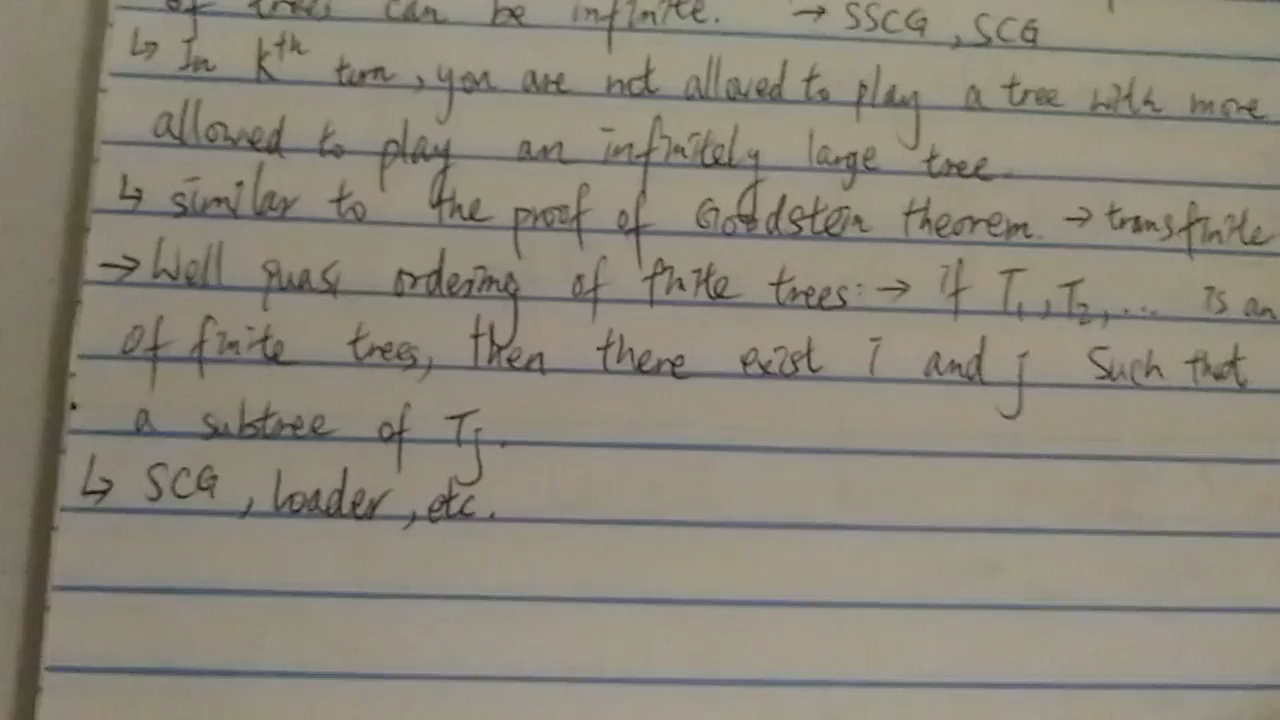 of trees can be infinite. → SSCG, SCG
↳ In kth turn, you are not allowed to play a tree with more
allowed to play an infinitely large tree.
↳ similar to the proof of Goodstein theorem. → transfinite
→ Well quasi ordering of finite trees: → if T1, T2, ... is an
of finite trees, then there exist i and j such that
a subtree of Tj.
↳ SCG, loader, etc.